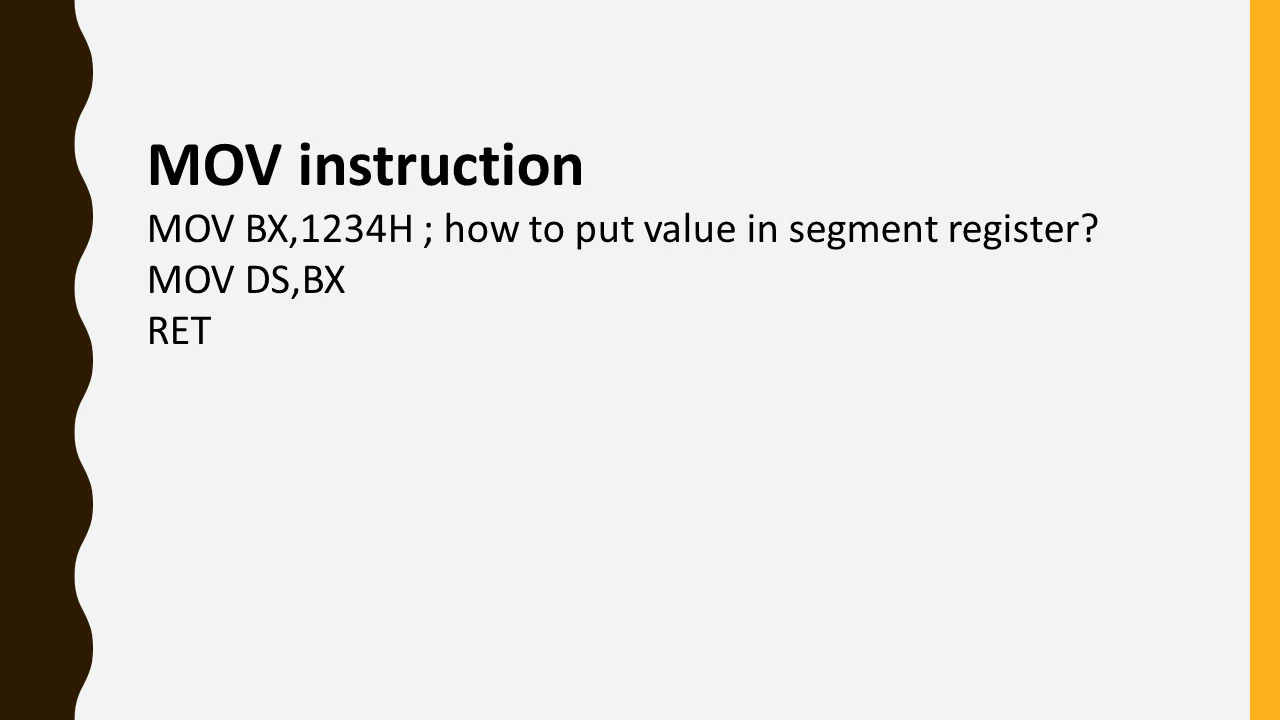 MOV instruction
MOV BX,1234H ; how to put value in segment register?
MOV DS,BX
RET